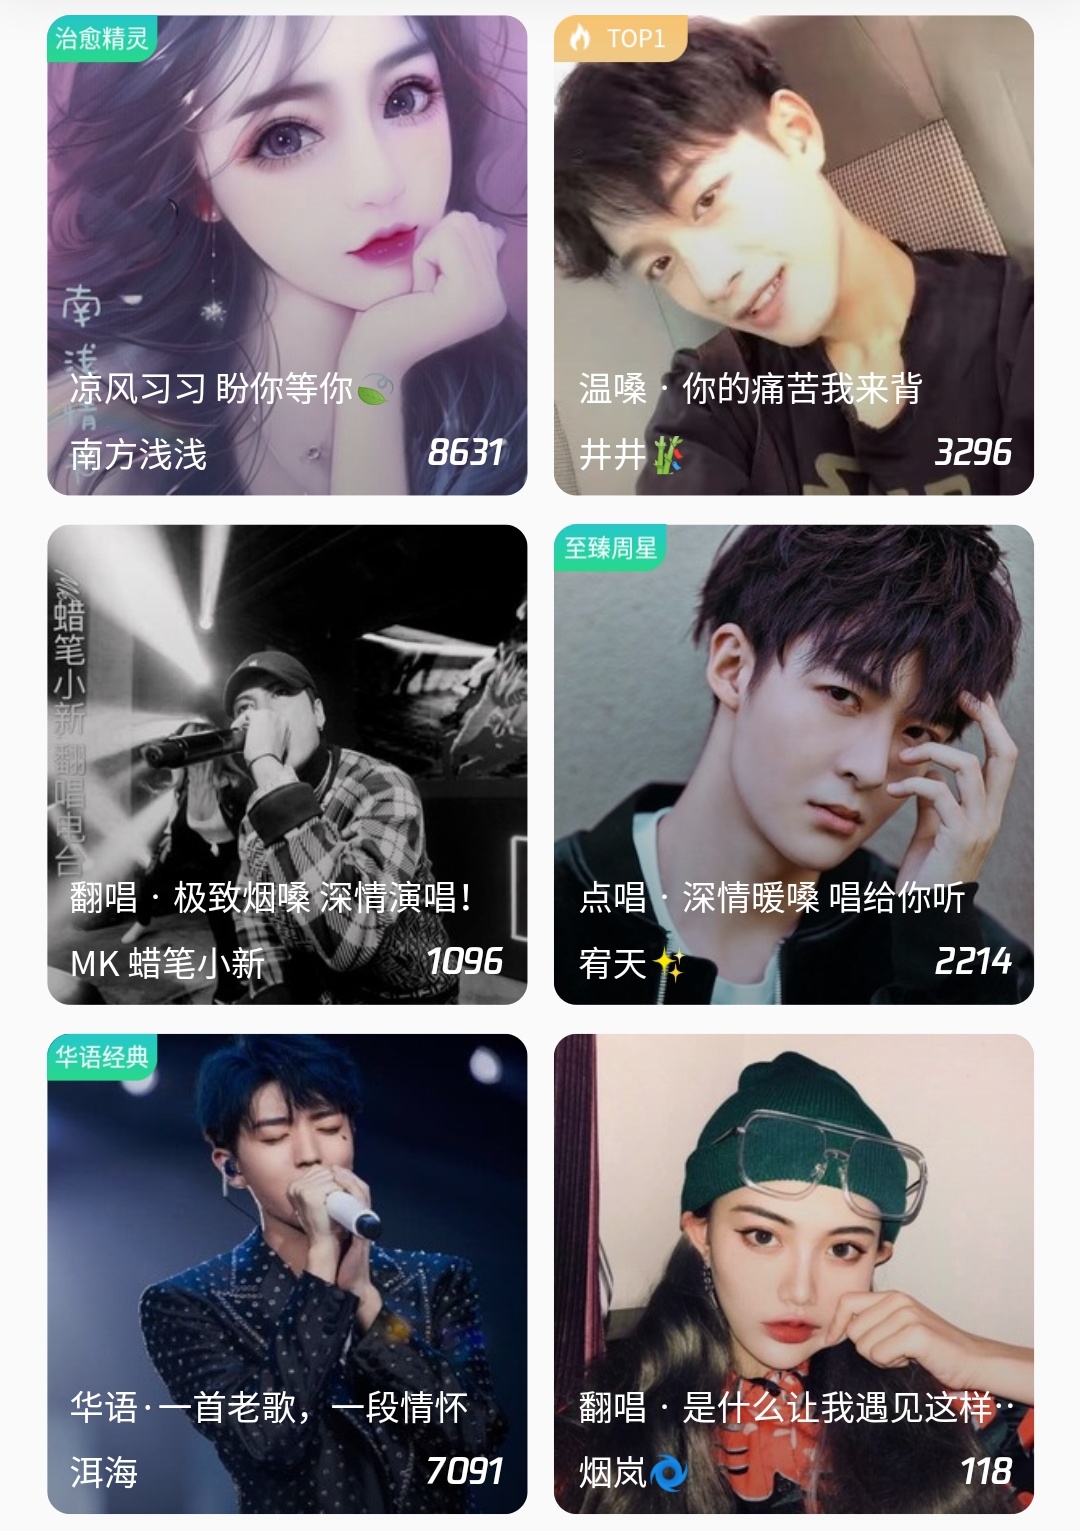 治愈精灵
南
浅
情
凉风习习 盼你等你
南方浅浅
8631
TOP1
温嗓 · 你的痛苦我来背
井井
3296
MK蜡笔小新 翻唱电台
翻唱 · 极致烟嗓 深情演唱！
MK 蜡笔小新
1096
至臻周星
点唱 · 深情暖嗓 唱给你听
宥天
2214
华语经典
华语·一首老歌，一段情怀
洱海
7091
翻唱 · 是什么让我遇见这样··
烟岚
118